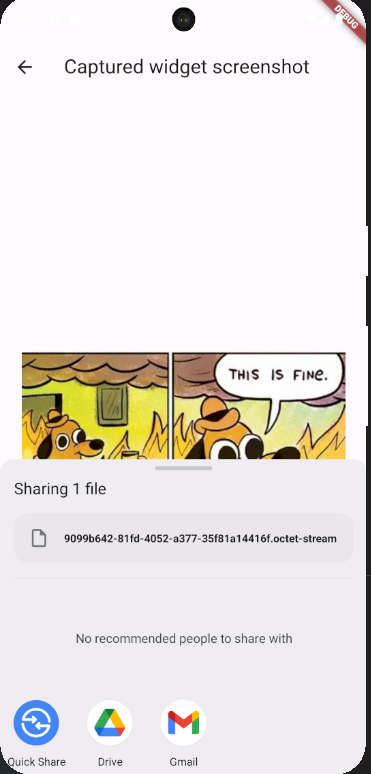 DEBUG
Captured widget screenshot
THIS IS FINE.
Sharing 1 file
9099b642-81fd-4052-a377-35f81a14416f.octet-stream
No recommended people to share with
Quick Share
Drive
Gmail